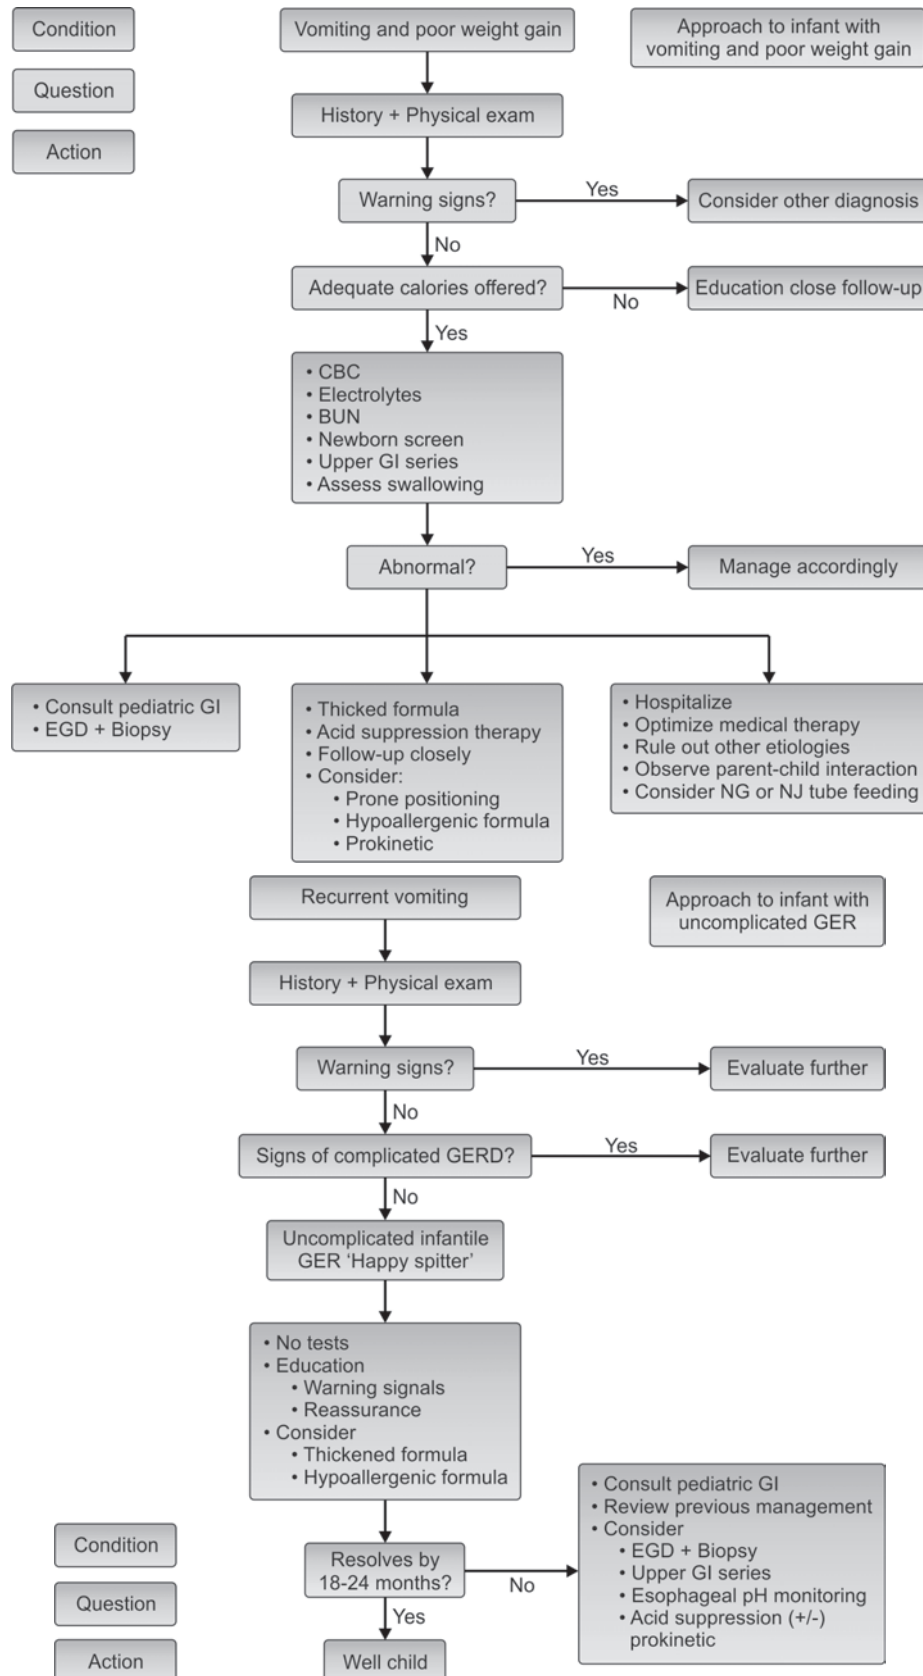 Condition
Vomiting and poor weight gain
Approach to infant with
vomiting and poor weight gain
Question
History + Physical exam
Action
Warning signs?
Yes
Consider other diagnosis
No
Adequate calories offered?
No
Education close follow-up
Yes
• CBC
• Electrolytes
• BUN
• Newborn screen
• Upper GI series
• Assess swallowing
Abnormal?
Yes
Manage accordingly
• Consult pediatric GI
• EGD + Biopsy
• Thicked formula
• Acid suppression therapy
• Follow-up closely
• Consider:
• Prone positioning
• Hypoallergenic formula
• Prokinetic
• Hospitalize
• Optimize medical therapy
• Rule out other etiologies
• Observe parent-child interaction
• Consider NG or NJ tube feeding
Recurrent vomiting
Approach to infant with
uncomplicated GER
History + Physical exam
Warning signs?
Yes
Evaluate further
No
Signs of complicated GERD?
Yes
Evaluate further
No
Uncomplicated infantile
GER 'Happy spitter'
• No tests
• Education
• Warning signals
• Reassurance
• Consider
• Thickened formula
• Hypoallergenic formula
Condition
Question
Action
Resolves by
18-24 months?
No
• Consult pediatric GI
• Review previous management
• Consider
• EGD + Biopsy
• Upper GI series
• Esophageal pH monitoring
• Acid suppression (+/-)
prokinetic
Yes
Well child